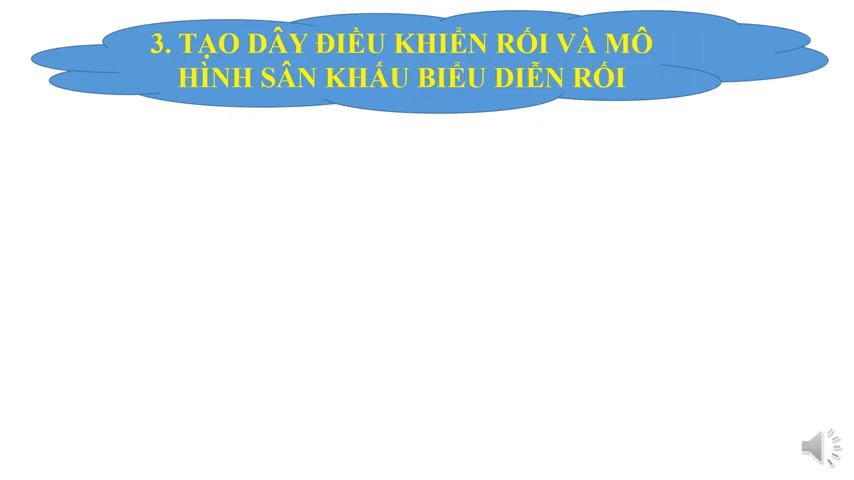 3. TẠO DÂY ĐIỀU KHIỂN RỐI VÀ MÔ
HÌNH SÂN KHẤU BIỂU DIỄN RỐI